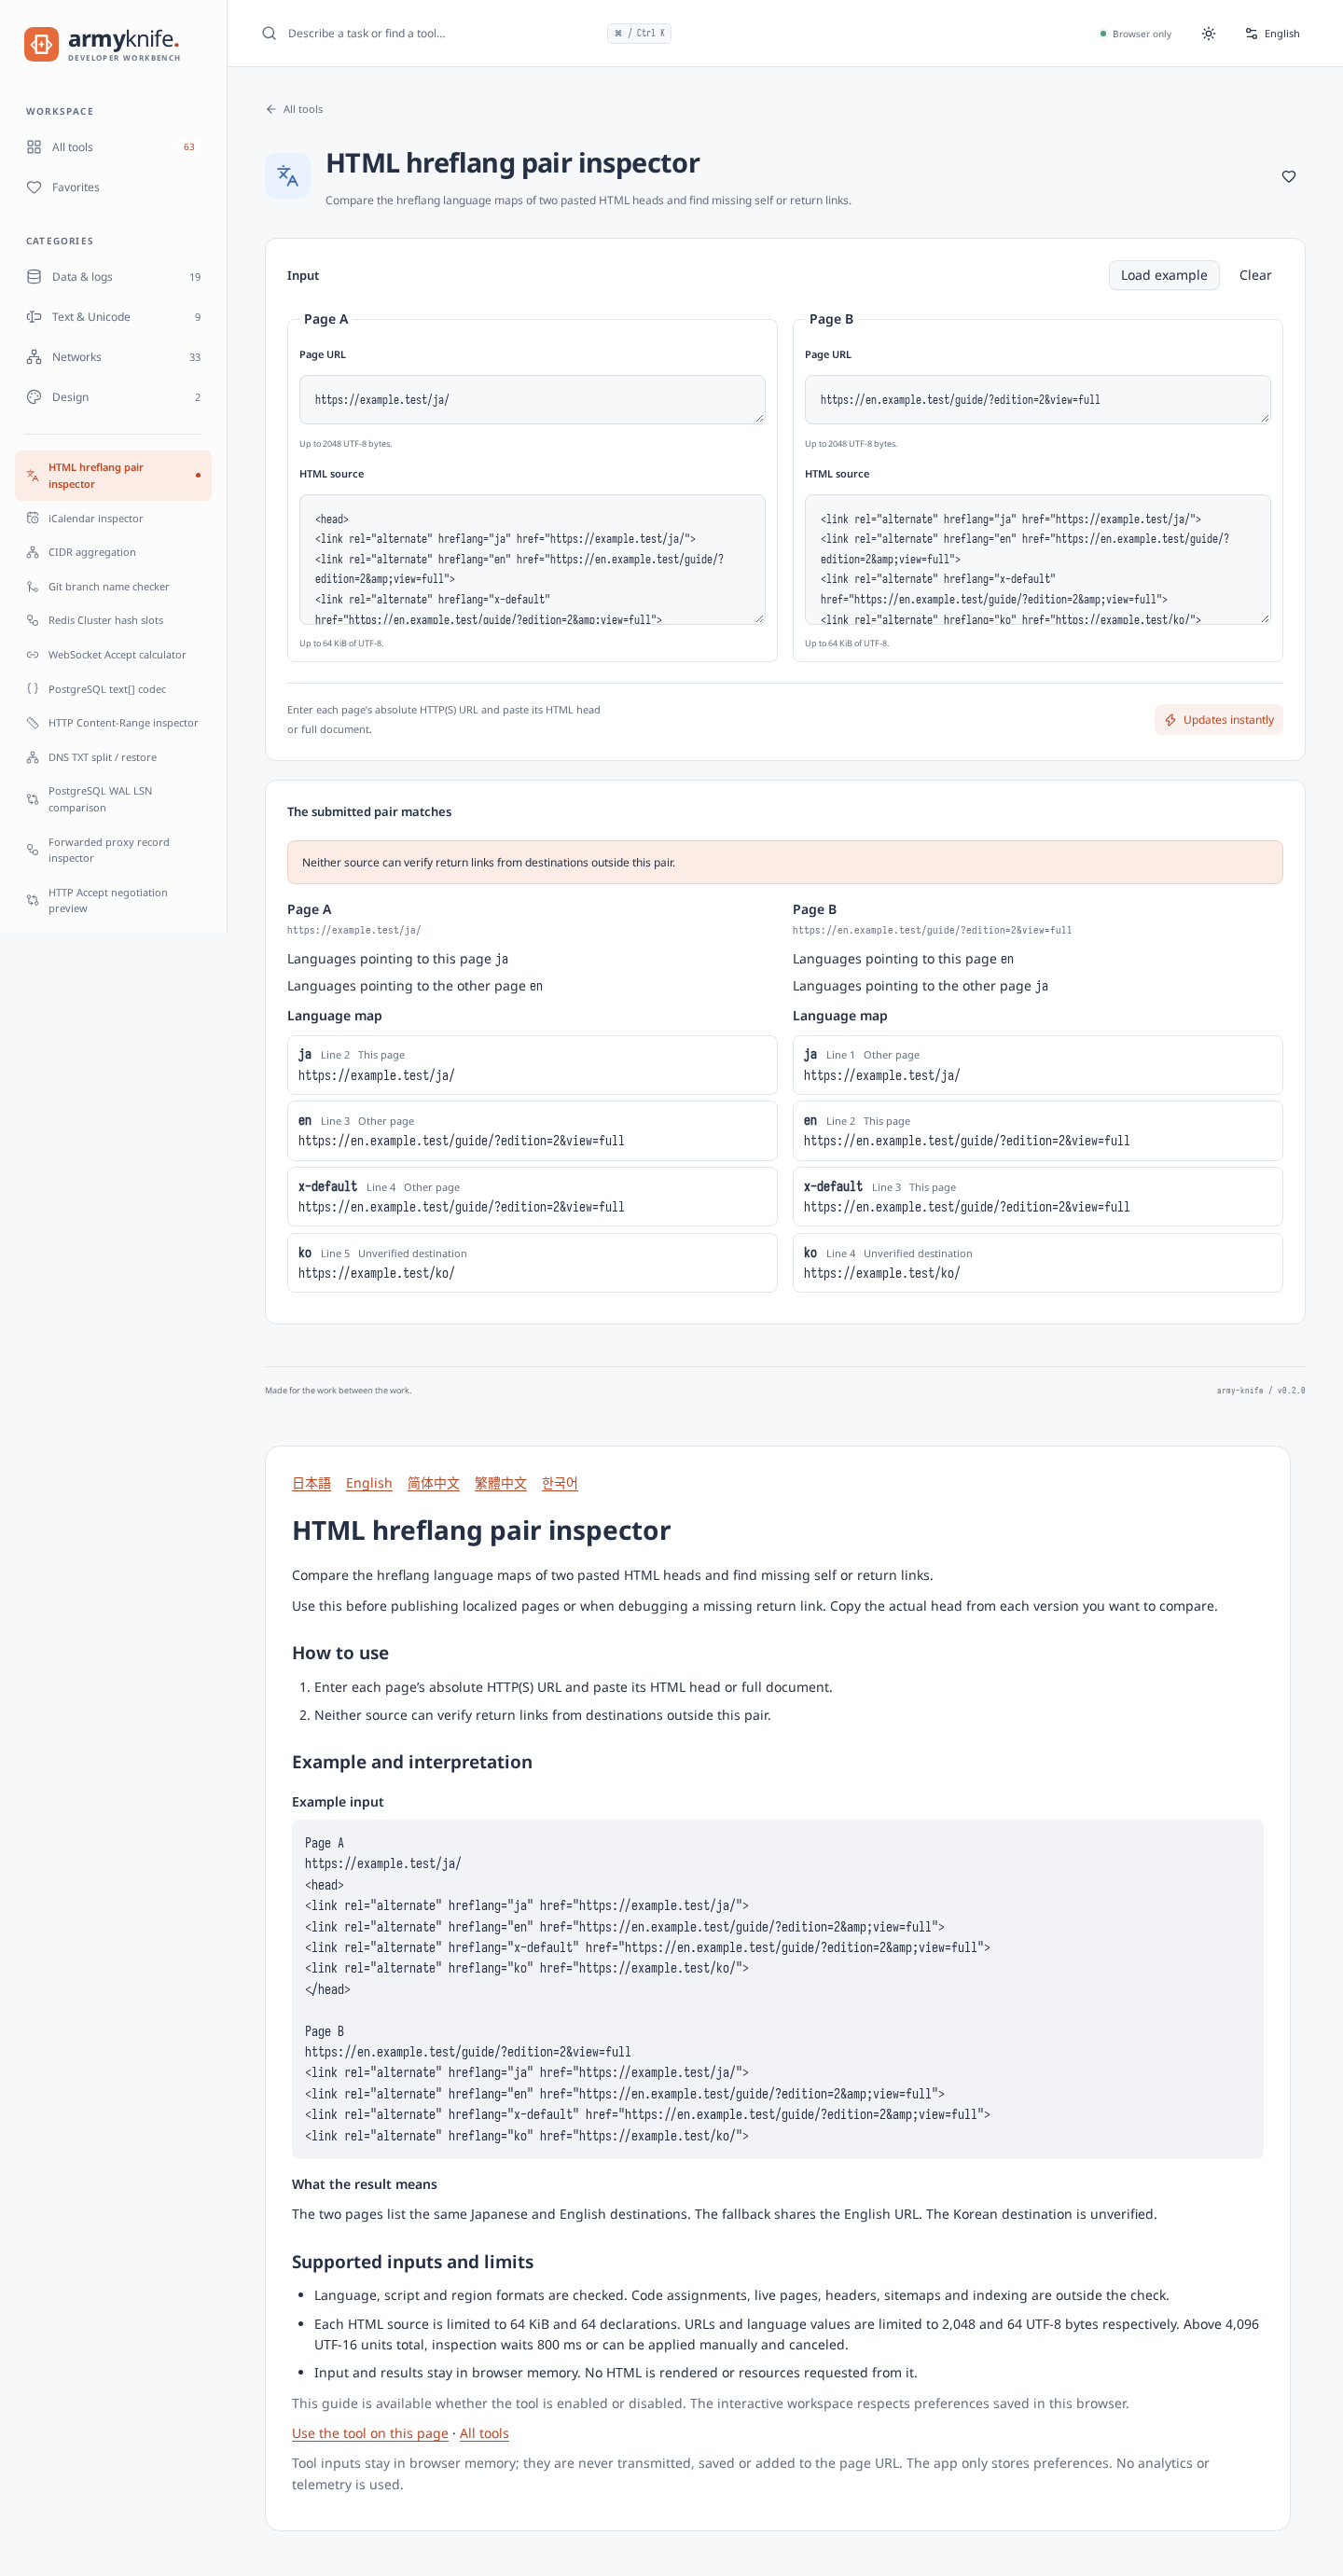 armyknife.
DEVELOPER WORKBENCH
Describe a task or find a tool...
⌘ / Ctrl K
Browser only
English
WORKSPACE
All tools 63
Favorites
CATEGORIES
Data & logs 19
Text & Unicode 9
Networks 33
Design 2
HTML hreflang pair
inspector
iCalendar inspector
CIDR aggregation
Git branch name checker
Redis Cluster hash slots
WebSocket Accept calculator
PostgreSQL text[] codec
HTTP Content-Range inspector
DNS TXT split / restore
PostgreSQL WAL LSN
comparison
Forwarded proxy record
inspector
HTTP Accept negotiation
preview
All tools
HTML hreflang pair inspector
Compare the hreflang language maps of two pasted HTML heads and find missing self or return links.
Input
Load example
Clear
Page A
Page URL
https://example.test/ja/
Up to 2048 UTF-8 bytes.
HTML source
<head>
<link rel="alternate" hreflang="ja" href="https://example.test/ja/">
<link rel="alternate" hreflang="en" href="https://en.example.test/guide/?
edition=2&amp;view=full">
<link rel="alternate" hreflang="x-default"
href="https://en.example.test/guide/?edition=2&amp;view=full">
Up to 64 KiB of UTF-8.
Page B
Page URL
https://en.example.test/guide/?edition=2&view=full
Up to 2048 UTF-8 bytes.
HTML source
<link rel="alternate" hreflang="ja" href="https://example.test/ja/">
<link rel="alternate" hreflang="en" href="https://en.example.test/guide/?
edition=2&amp;view=full">
<link rel="alternate" hreflang="x-default"
href="https://en.example.test/guide/?edition=2&amp;view=full">
<link rel="alternate" hreflang="ko" href="https://example.test/ko/">
Up to 64 KiB of UTF-8.
Enter each page’s absolute HTTP(S) URL and paste its HTML head
or full document.
Updates instantly
The submitted pair matches
Neither source can verify return links from destinations outside this pair.
Page A
https://example.test/ja/
Languages pointing to this page ja
Languages pointing to the other page en
Language map
ja Line 2 This page
https://example.test/ja/
en Line 3 Other page
https://en.example.test/guide/?edition=2&view=full
x-default Line 4 Other page
https://en.example.test/guide/?edition=2&view=full
ko Line 5 Unverified destination
https://example.test/ko/
Page B
https://en.example.test/guide/?edition=2&view=full
Languages pointing to this page en
Languages pointing to the other page ja
Language map
ja Line 1 Other page
https://example.test/ja/
en Line 2 This page
https://en.example.test/guide/?edition=2&view=full
x-default Line 3 This page
https://en.example.test/guide/?edition=2&view=full
ko Line 4 Unverified destination
https://example.test/ko/
Made for the work between the work.
army-knife / v0.2.0
日本語 English 简体中文 繁體中文 한국어
HTML hreflang pair inspector
Compare the hreflang language maps of two pasted HTML heads and find missing self or return links.
Use this before publishing localized pages or when debugging a missing return link. Copy the actual head from each version you want to compare.
How to use
1. Enter each page’s absolute HTTP(S) URL and paste its HTML head or full document.
2. Neither source can verify return links from destinations outside this pair.
Example and interpretation
Example input
Page A
https://example.test/ja/
<head>
<link rel="alternate" hreflang="ja" href="https://example.test/ja/">
<link rel="alternate" hreflang="en" href="https://en.example.test/guide/?edition=2&amp;view=full">
<link rel="alternate" hreflang="x-default" href="https://en.example.test/guide/?edition=2&amp;view=full">
<link rel="alternate" hreflang="ko" href="https://example.test/ko/">
</head>
Page B
https://en.example.test/guide/?edition=2&view=full
<link rel="alternate" hreflang="ja" href="https://example.test/ja/">
<link rel="alternate" hreflang="en" href="https://en.example.test/guide/?edition=2&amp;view=full">
<link rel="alternate" hreflang="x-default" href="https://en.example.test/guide/?edition=2&amp;view=full">
<link rel="alternate" hreflang="ko" href="https://example.test/ko/">
What the result means
The two pages list the same Japanese and English destinations. The fallback shares the English URL. The Korean destination is unverified.
Supported inputs and limits
• Language, script and region formats are checked. Code assignments, live pages, headers, sitemaps and indexing are outside the check.
• Each HTML source is limited to 64 KiB and 64 declarations. URLs and language values are limited to 2,048 and 64 UTF-8 bytes respectively. Above 4,096
UTF-16 units total, inspection waits 800 ms or can be applied manually and canceled.
• Input and results stay in browser memory. No HTML is rendered or resources requested from it.
This guide is available whether the tool is enabled or disabled. The interactive workspace respects preferences saved in this browser.
Use the tool on this page · All tools
Tool inputs stay in browser memory; they are never transmitted, saved or added to the page URL. The app only stores preferences. No analytics or
telemetry is used.